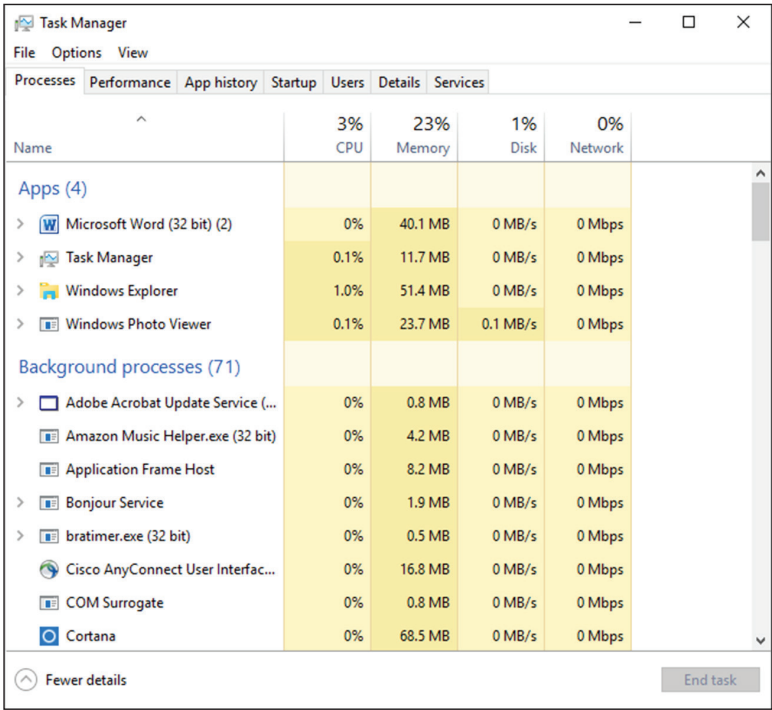 Task Manager
File Options View
Processes Performance App history Startup Users Details Services
3% 23% 1% 0%
Name CPU Memory Disk Network
Apps (4)
Microsoft Word (32 bit) (2) 0% 40.1 MB 0 MB/s 0 Mbps
Task Manager 0.1% 11.7 MB 0 MB/s 0 Mbps
Windows Explorer 1.0% 51.4 MB 0 MB/s 0 Mbps
Windows Photo Viewer 0.1% 23.7 MB 0.1 MB/s 0 Mbps
Background processes (71)
Adobe Acrobat Update Service (... 0% 0.8 MB 0 MB/s 0 Mbps
Amazon Music Helper.exe (32 bit) 0% 4.2 MB 0 MB/s 0 Mbps
Application Frame Host 0% 8.2 MB 0 MB/s 0 Mbps
Bonjour Service 0% 1.9 MB 0 MB/s 0 Mbps
bratimer.exe (32 bit) 0% 0.5 MB 0 MB/s 0 Mbps
Cisco AnyConnect User Interfac... 0% 16.8 MB 0 MB/s 0 Mbps
COM Surrogate 0% 0.8 MB 0 MB/s 0 Mbps
Cortana 0% 68.5 MB 0 MB/s 0 Mbps
Fewer details End task